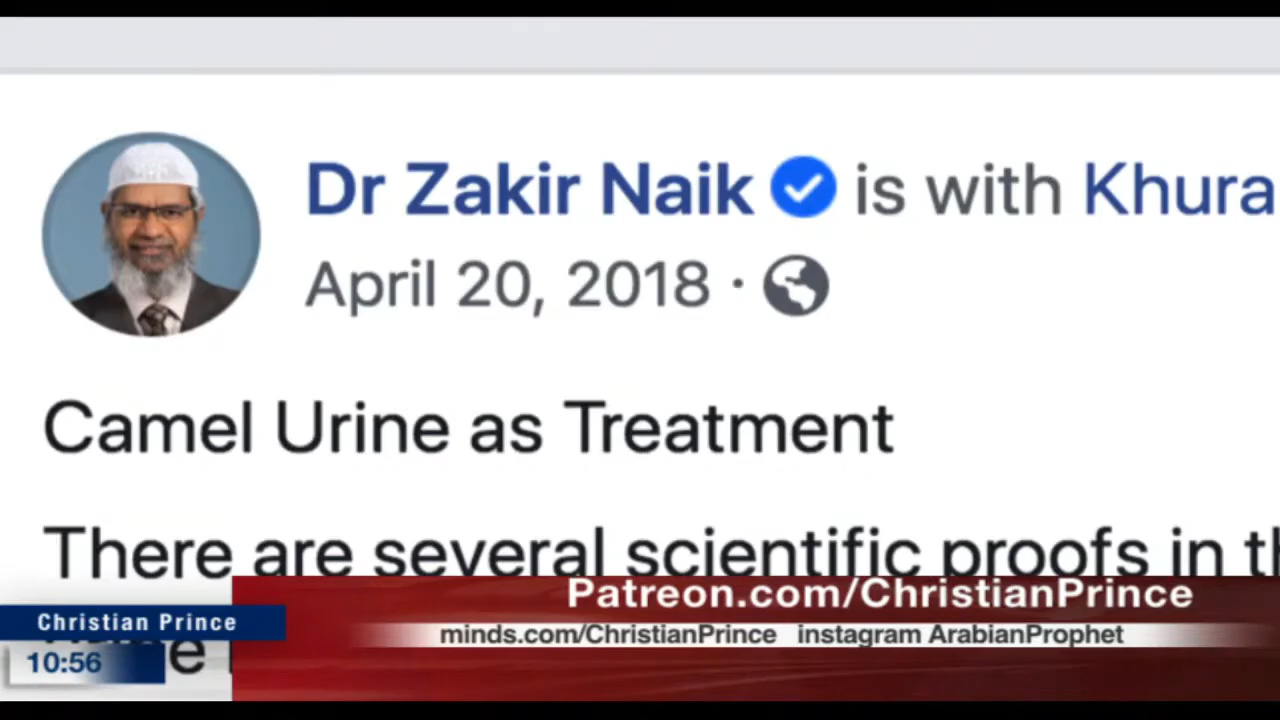 Dr Zakir Naik is with Khura
April 20, 2018 ·
Camel Urine as Treatment
There are several scientific proofs in th
Patreon.com/ChristianPrince
Christian Prince
minds.com/ChristianPrince instagram ArabianProphet
10:56